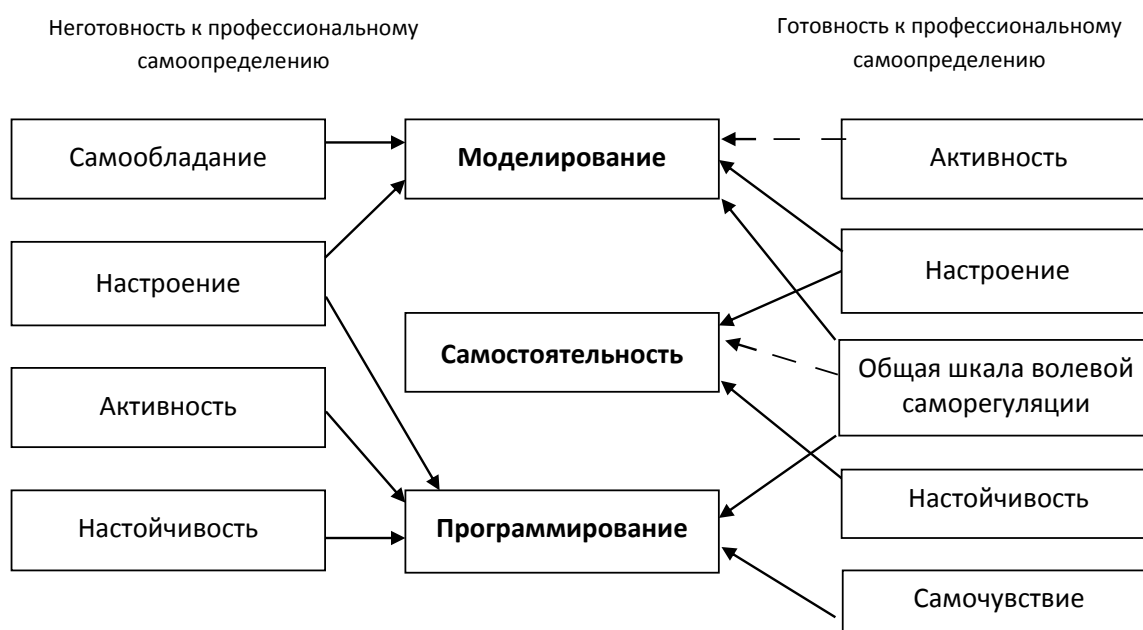 Неготовность к профессиональному
самоопределению
Готовность к профессиональному
самоопределению
Самообладание
Моделирование
Активность
Настроение
Настроение
Самостоятельность
Общая шкала волевой
саморегуляции
Активность
Настойчивость
Программирование
Настойчивость
Самочувствие